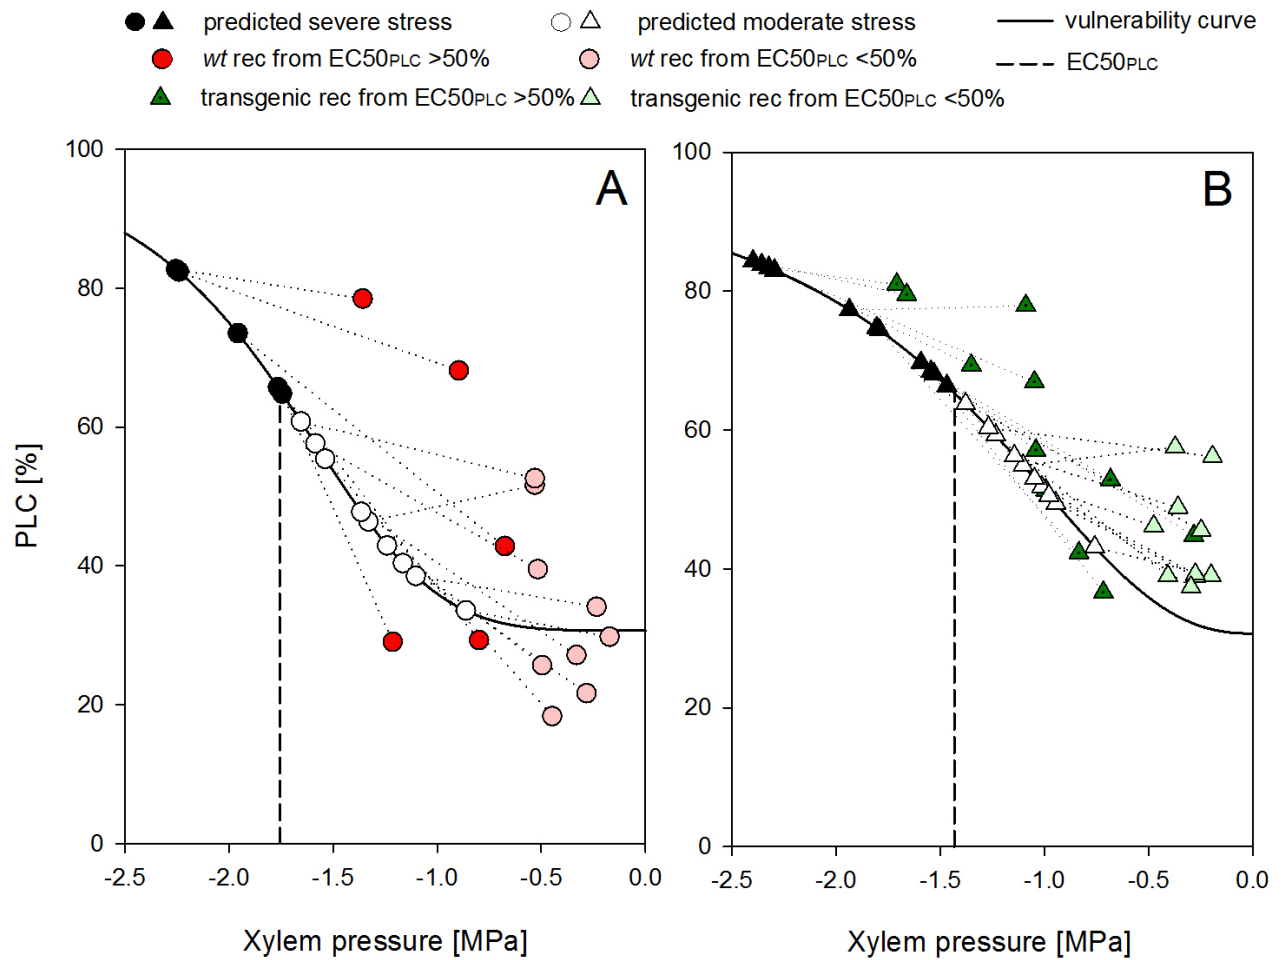 predicted severe stress
predicted moderate stress
vulnerability curve
wt rec from EC50PLC >50%
wt rec from EC50PLC <50%
EC50PLC
transgenic rec from EC50PLC >50%
transgenic rec from EC50PLC <50%
A
B
PLC [%]
100
80
60
40
20
0
-2.5 -2.0 -1.5 -1.0 -0.5 0.0
Xylem pressure [MPa]
100
80
60
40
20
0
-2.5 -2.0 -1.5 -1.0 -0.5 0.0
Xylem pressure [MPa]